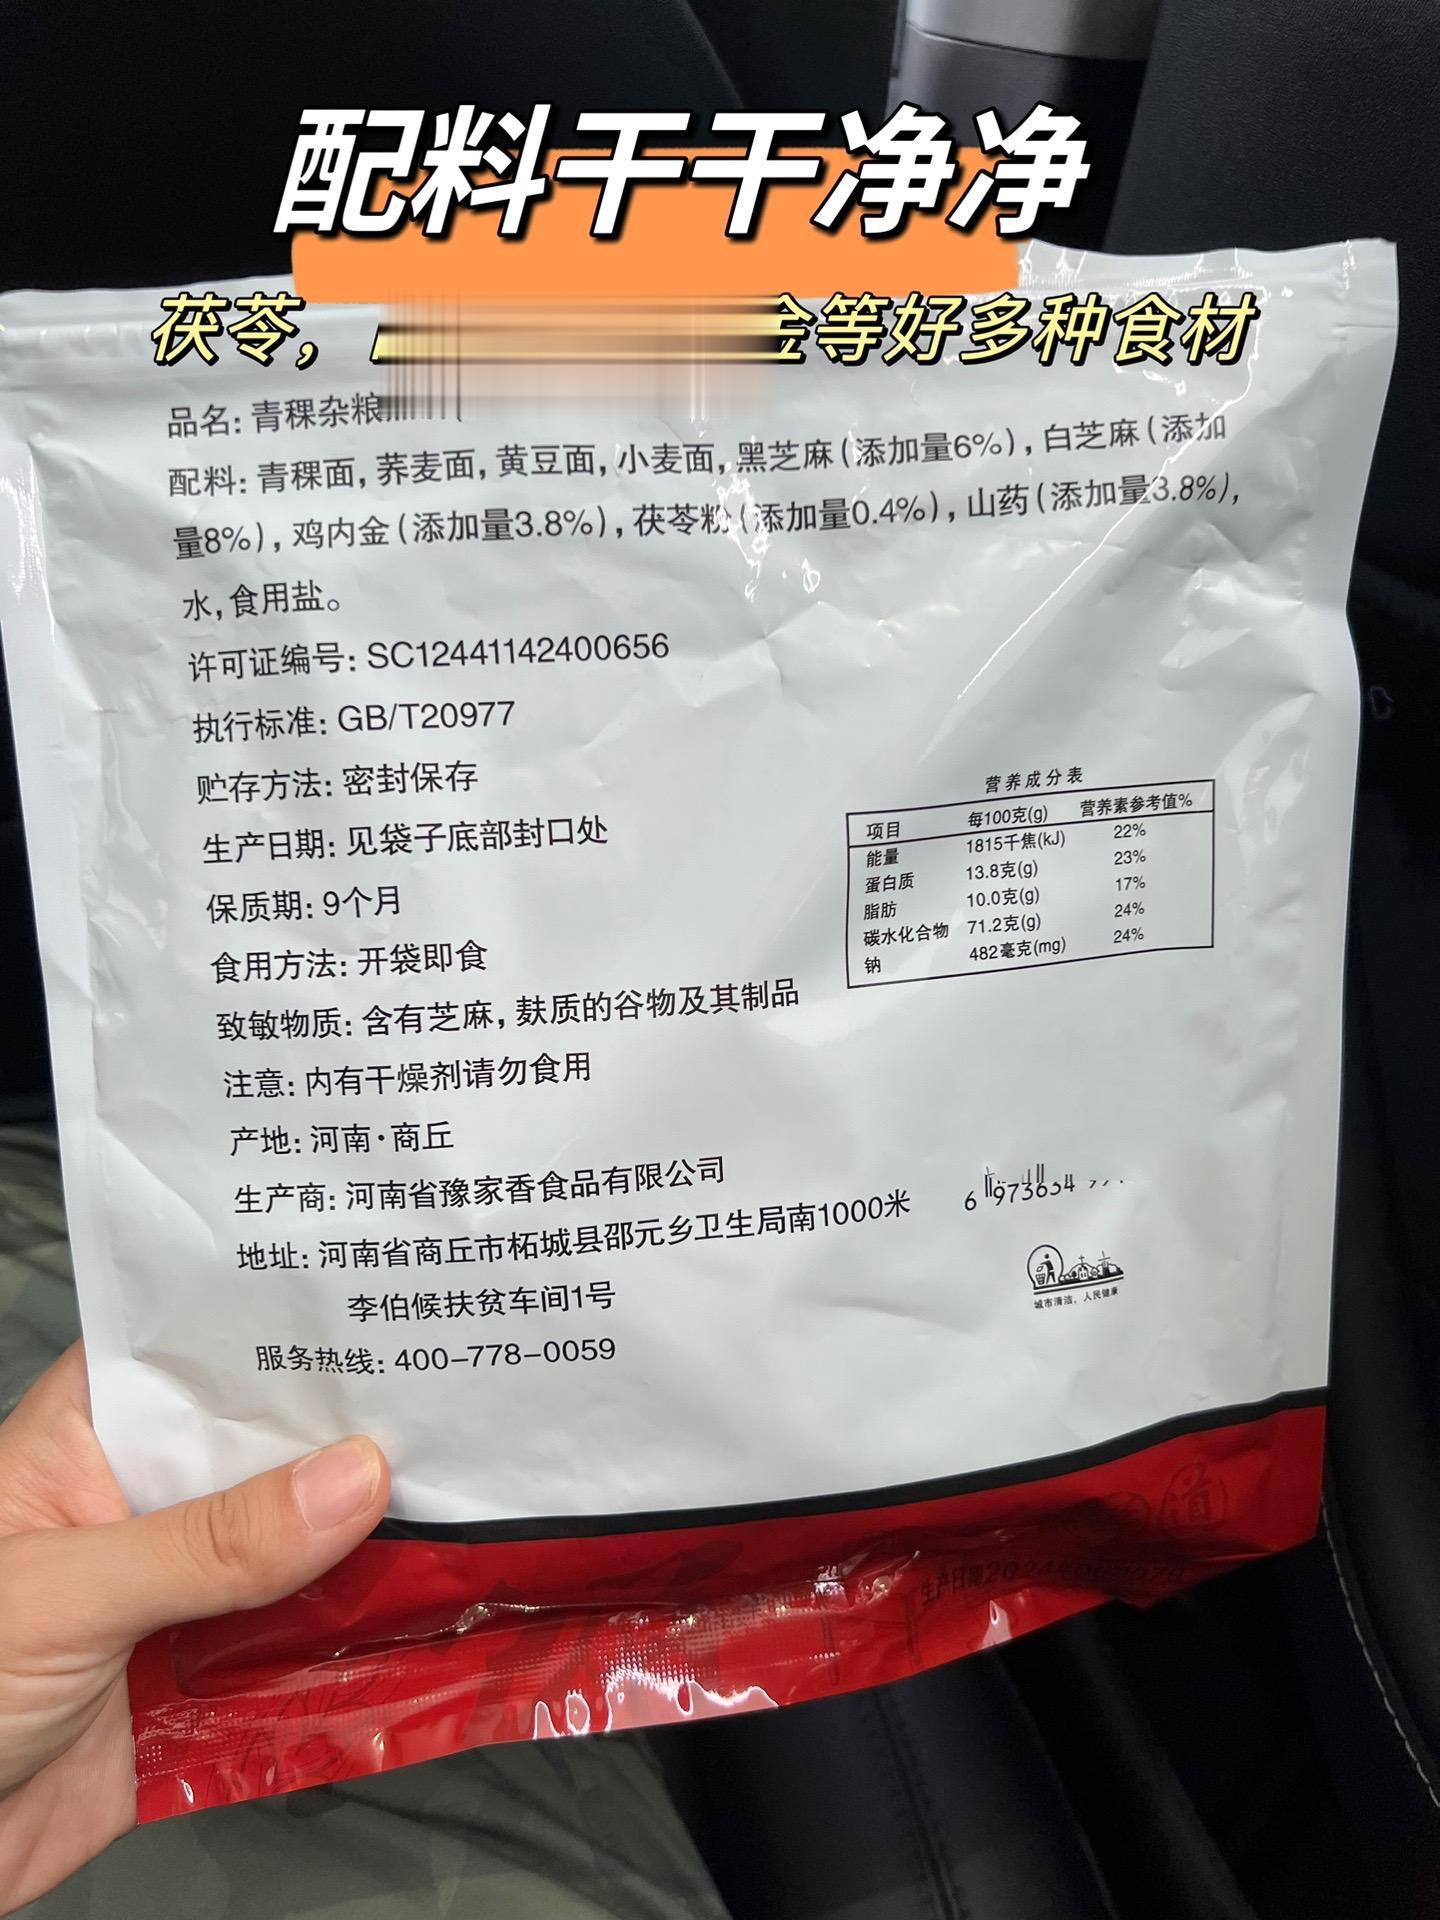 配料干干净净
茯苓，
金等好多种食材
品名: 青稞杂粮
配料: 青稞面, 荞麦面, 黄豆面, 小麦面, 黑芝麻(添加量6%), 白芝麻(添加
量8%), 鸡内金(添加量3.8%), 茯苓粉(添加量0.4%), 山药(添加量3.8%),
水, 食用盐。
许可证编号: SC12441142400656
执行标准: GB/T20977
贮存方法: 密封保存
生产日期: 见袋子底部封口处
保质期: 9个月
食用方法: 开袋即食
致敏物质: 含有芝麻, 麸质的谷物及其制品
注意: 内有干燥剂请勿食用
产地: 河南·商丘
生产商: 河南省豫家香食品有限公司
地址: 河南省商丘市柘城县邵元乡卫生局南1000米
李伯候扶贫车间1号
服务热线: 400-778-0059
营养成分表
项目 每100克(g) 营养素参考值%
能量 1815千焦(kJ) 22%
蛋白质 13.8克(g) 23%
脂肪 10.0克(g) 17%
碳水化合物 71.2克(g) 24%
钠 482毫克(mg) 24%
城市清洁，人民健康
生产日期2024